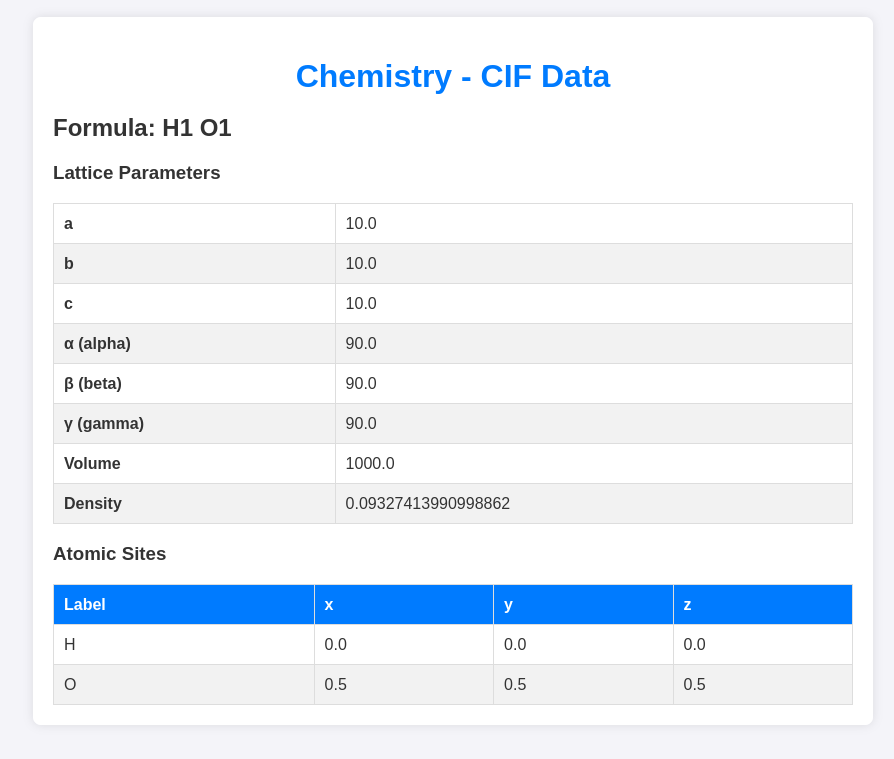 Chemistry - CIF Data
Formula: H1 O1
Lattice Parameters
a 10.0
b 10.0
c 10.0
α (alpha) 90.0
β (beta) 90.0
γ (gamma) 90.0
Volume 1000.0
Density 0.09327413990998862
Atomic Sites
Label x y z
H 0.0 0.0 0.0
O 0.5 0.5 0.5